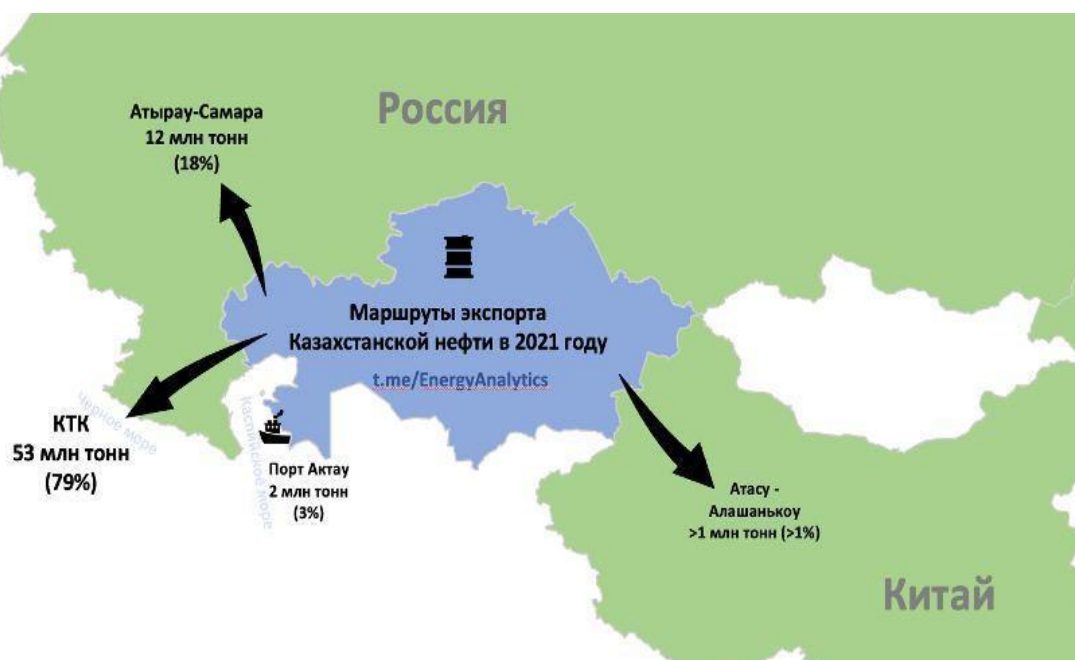 Россия
Атырау-Самара
12 млн тонн
(18%)
Маршруты экспорта
Казахстанской нефти в 2021 году
t.me/EnergyAnalytics
Черное море
КТК
53 млн тонн
(79%)
Каспийское море
Порт Актау
2 млн тонн
(3%)
Атасу -
Алашанькоу
>1 млн тонн (>1%)
Китай